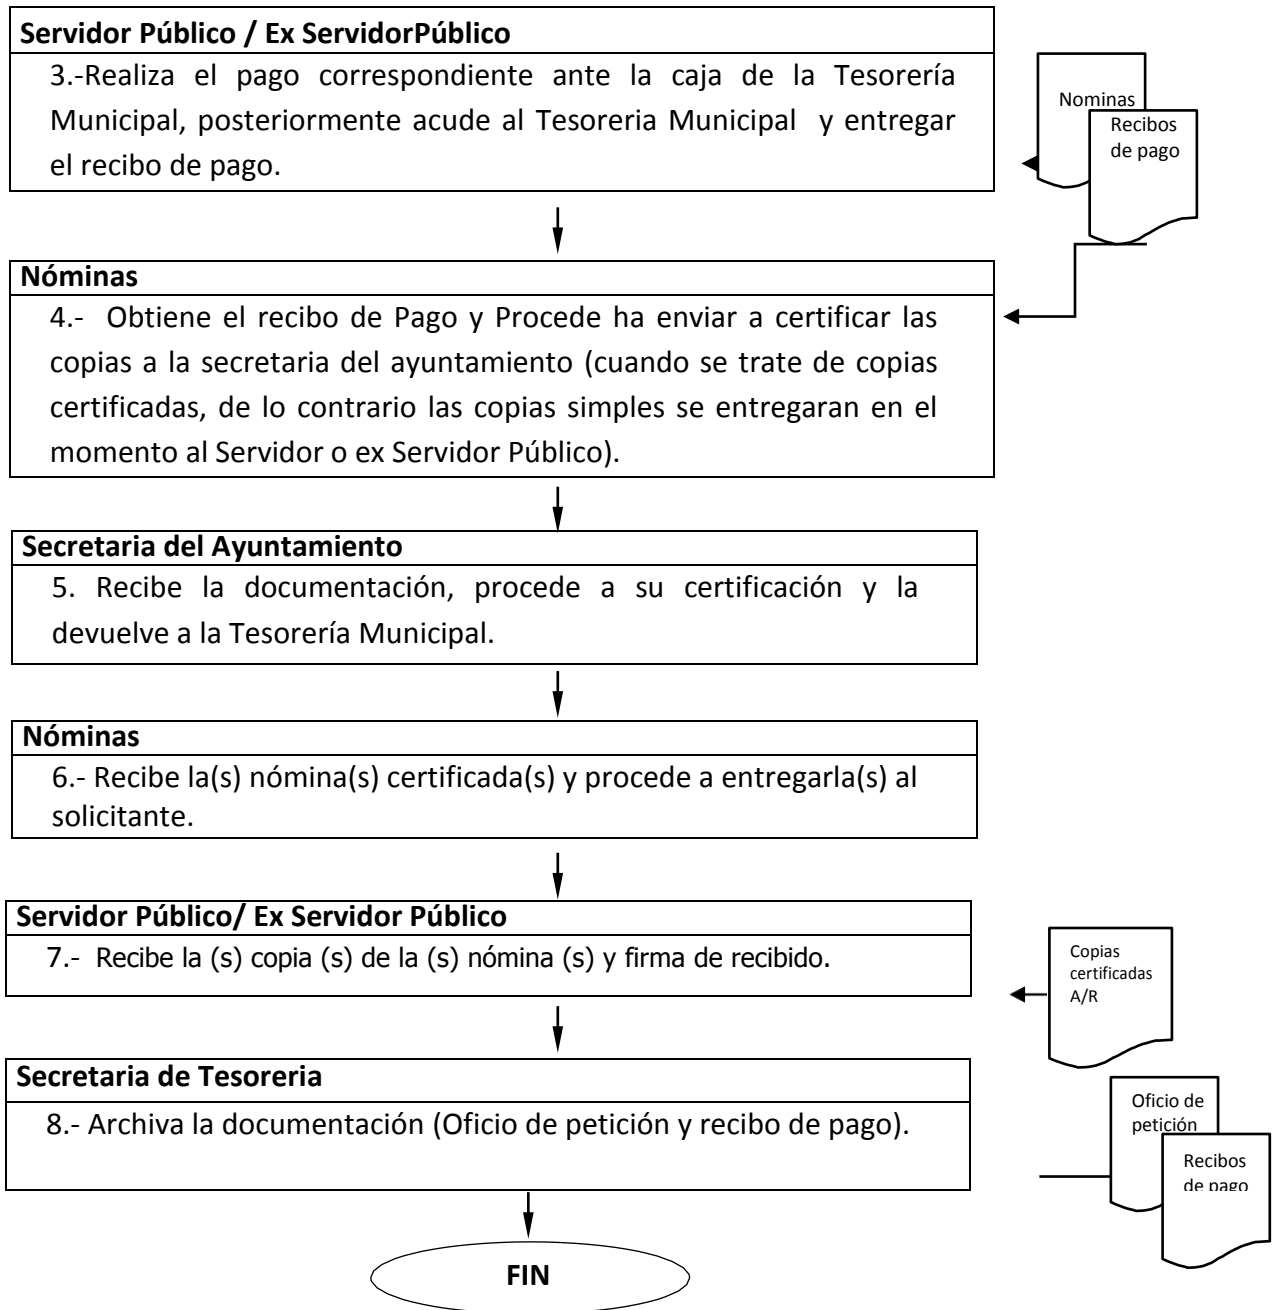 Servidor Público / Ex ServidorPúblico
3.-Realiza el pago correspondiente ante la caja de la Tesorería
Municipal, posteriormente acude al Tesoreria Municipal y entregar
el recibo de pago.
Nominas
Recibos
de pago
Nóminas
4.- Obtiene el recibo de Pago y Procede ha enviar a certificar las
copias a la secretaria del ayuntamiento (cuando se trate de copias
certificadas, de lo contrario las copias simples se entregaran en el
momento al Servidor o ex Servidor Público).
Secretaria del Ayuntamiento
5. Recibe la documentación, procede a su certificación y la
devuelve a la Tesorería Municipal.
Nóminas
6.- Recibe la(s) nómina(s) certificada(s) y procede a entregarla(s) al
solicitante.
Servidor Público/ Ex Servidor Público
7.- Recibe la (s) copia (s) de la (s) nómina (s) y firma de recibido.
Copias
certificadas
A/R
Secretaria de Tesoreria
8.- Archiva la documentación (Oficio de petición y recibo de pago).
Oficio de
petición
Recibos
de pago
FIN